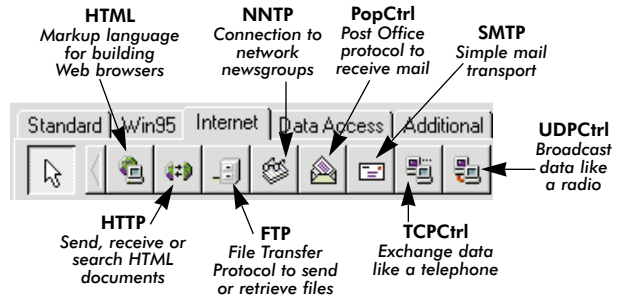 HTML
Markup language
for building
Web browsers
NNTP
Connection to
network
newsgroups
PopCtrl
Post Office
protocol to
receive mail
SMTP
Simple mail
transport
Standard Win95 Internet Data Access Additional
UDPCtrl
Broadcast
data like
a radio
HTTP
Send, receive or
search HTML
documents
FTP
File Transfer
Protocol to send
or retrieve files
TCPCtrl
Exchange data
like a telephone